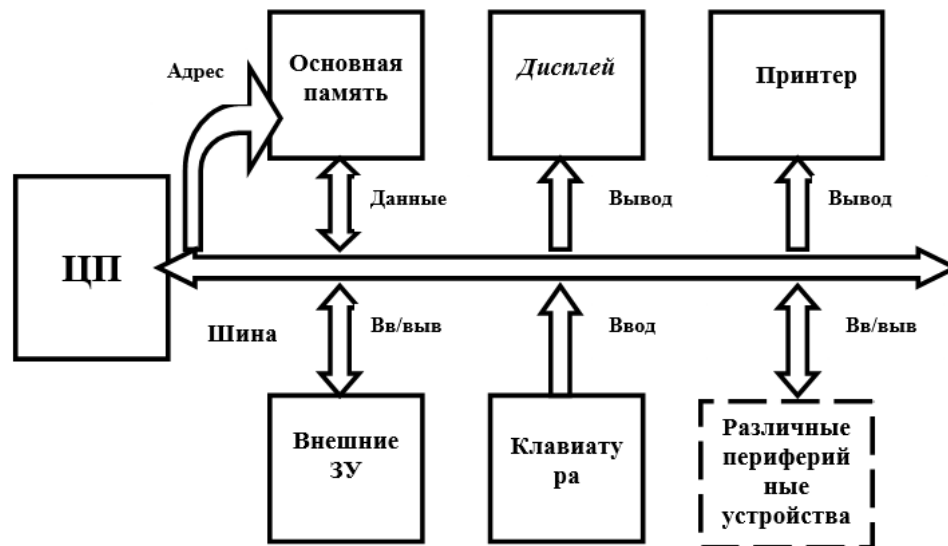 Адрес
Основная
память
Дисплей
Принтер
Данные
Вывод
Вывод
ЦП
Шина
Вв/выв
Ввод
Вв/выв
Внешние
ЗУ
Клавиату
ра
Различные
периферий
ные
устройства